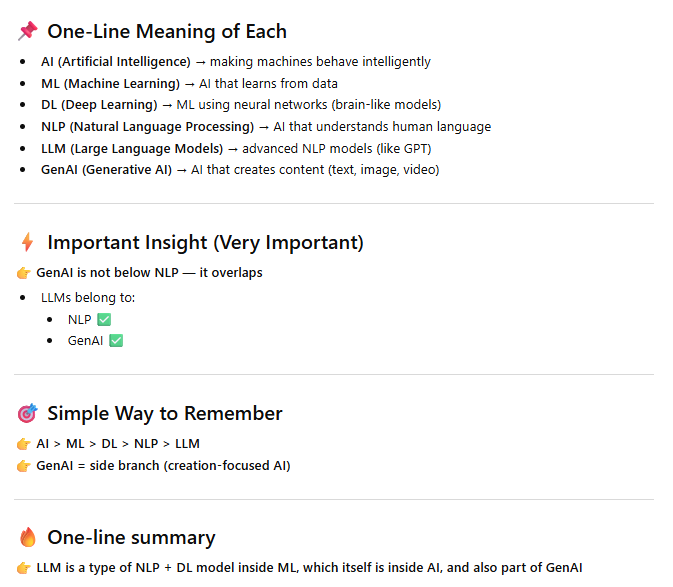 📌 One-Line Meaning of Each
• AI (Artificial Intelligence) → making machines behave intelligently
• ML (Machine Learning) → AI that learns from data
• DL (Deep Learning) → ML using neural networks (brain-like models)
• NLP (Natural Language Processing) → AI that understands human language
• LLM (Large Language Models) → advanced NLP models (like GPT)
• GenAI (Generative AI) → AI that creates content (text, image, video)
⚡ Important Insight (Very Important)
👉 GenAI is not below NLP — it overlaps
• LLMs belong to:
• NLP ✅
• GenAI ✅
🎯 Simple Way to Remember
👉 AI > ML > DL > NLP > LLM
👉 GenAI = side branch (creation-focused AI)
🔥 One-line summary
👉 LLM is a type of NLP + DL model inside ML, which itself is inside AI, and also part of GenAI